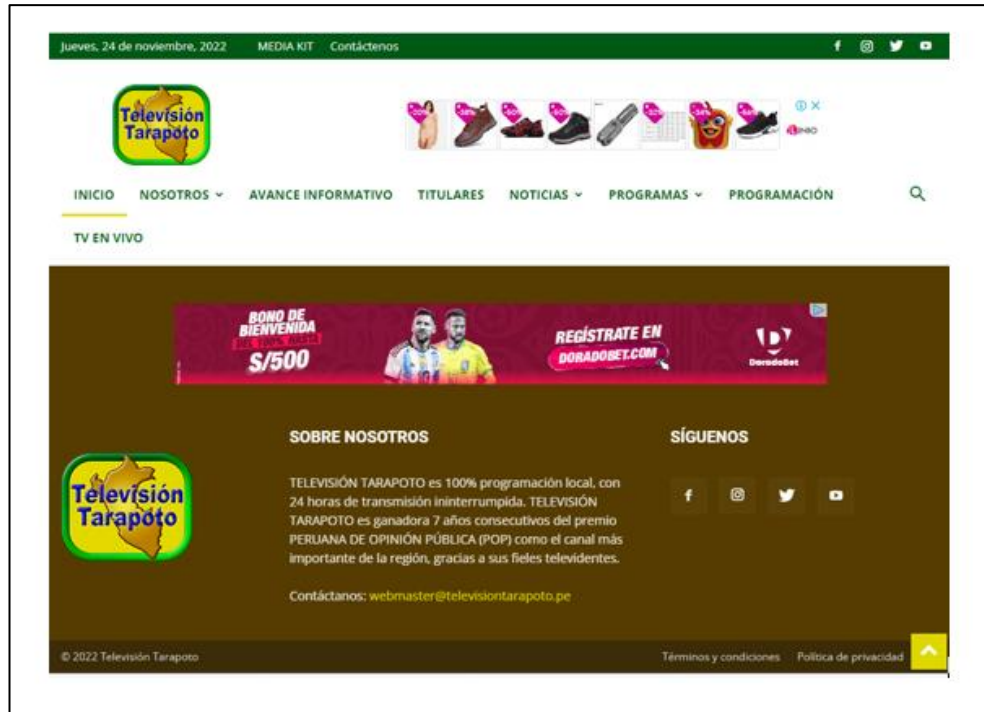 Jueves, 24 de noviembre, 2022 MEDIA KIT Contáctenos
Televisión
Tarapoto
INICIO NOSOTROS AVANCE INFORMATIVO TITULARES NOTICIAS PROGRAMAS PROGRAMACIÓN
TV EN VIVO
BONO DE
BIENVENIDA
DEL 100% HASTA
S/500
REGÍSTRATE EN
DORADOBET.COM
DoradoBet
SOBRE NOSOTROS
TELEVISIÓN TARAPOTO es 100% programación local, con
24 horas de transmisión ininterrumpida. TELEVISIÓN
TARAPOTO es ganadora 7 años consecutivos del premio
PERUANA DE OPINIÓN PÚBLICA (POP) como el canal más
importante de la región, gracias a sus fieles televidentes.
Contáctanos: webmaster@televisiontarapoto.pe
SÍGUENOS
Televisión
Tarapoto
© 2022 Televisión Tarapoto
Términos y condiciones Política de privacidad